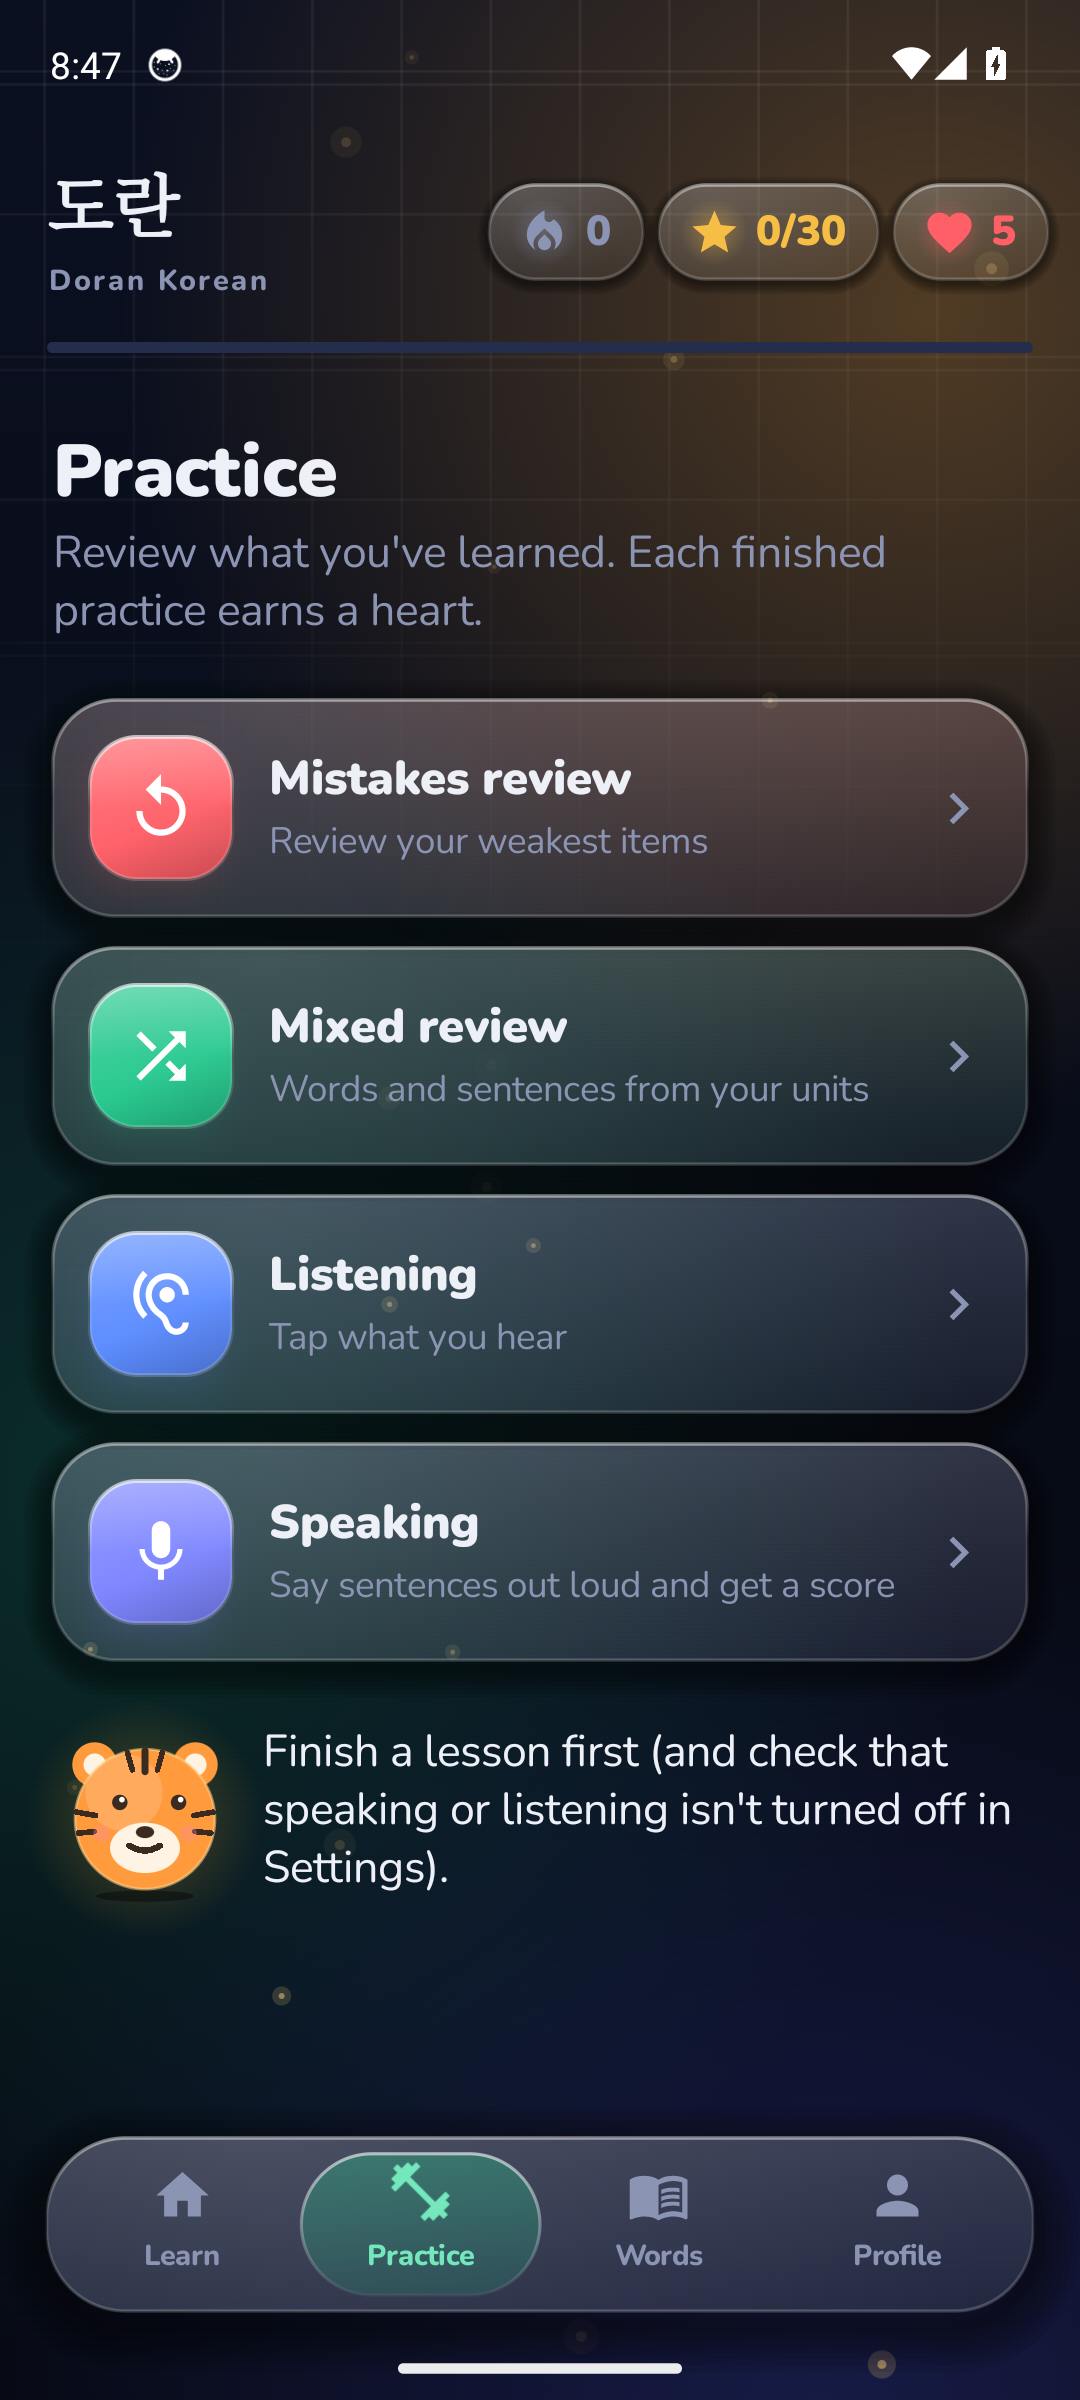 8:47
도란
Doran Korean
0
0/30
5
Practice
Review what you've learned. Each finished
practice earns a heart.
Mistakes review
Review your weakest items
Mixed review
Words and sentences from your units
Listening
Tap what you hear
Speaking
Say sentences out loud and get a score
Finish a lesson first (and check that
speaking or listening isn't turned off in
Settings).
Learn
Practice
Words
Profile